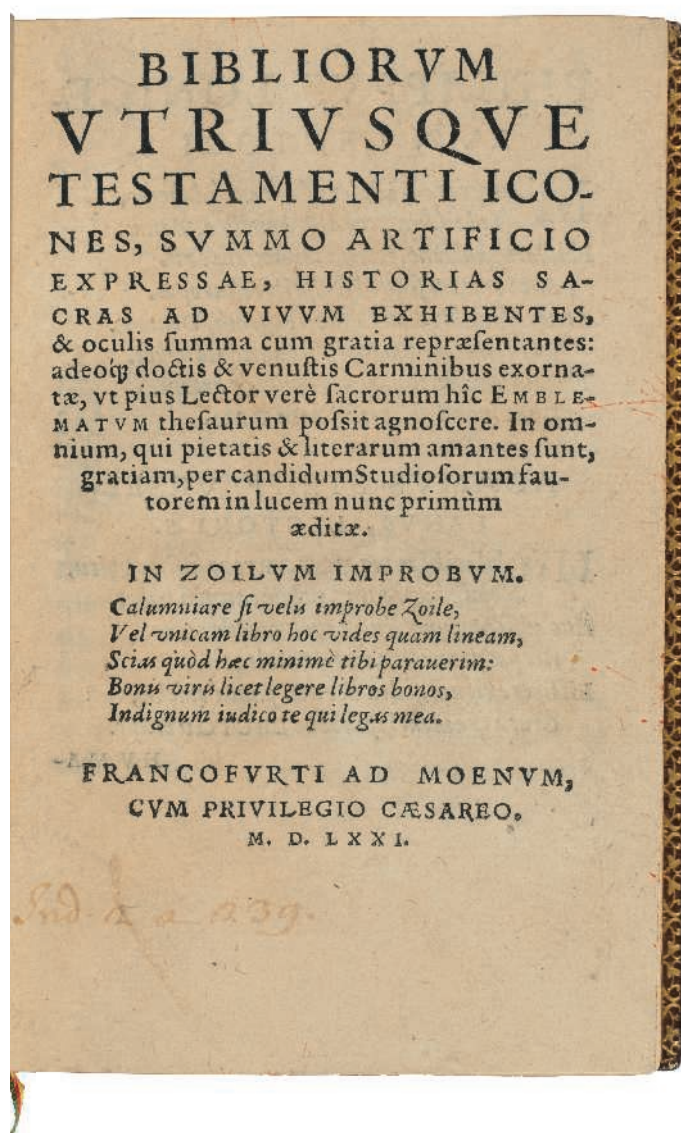 BIBLIORVM
VTRIVSQVE
TESTAMENTI ICO-
NES, SVMMO ARTIFICIO
EXPRESSAE, HISTORIAS SA-
CRAS AD VIVVM EXHIBENTES,
& oculis ſumma cum gratia repræſentantes:
adeoq́ꝫ doctis & venuſtis Carminibus exorna-
tæ, vt pius Lector verè ſacrorum hîc EMBLE-
MATVM theſaurum poſsit agnoſcere. In om-
nium, qui pietatis & literarum amantes ſunt,
gratiam, per candidum Studioſorum fau-
torem in lucem nunc primùm
æditæ.
IN ZOILVM IMPROBVM.
Calumniare ſi velis improbe Zoile,
Vel vnicam libro hoc vides quam lineam,
Scias quòd hæc minimè tibi parauerim:
Bonis viris licet legere libros bonos,
Indignum iudico te qui legas mea.
FRANCOFVRTI AD MOENVM,
CVM PRIVILEGIO CÆSAREO.
M. D. LXXI.